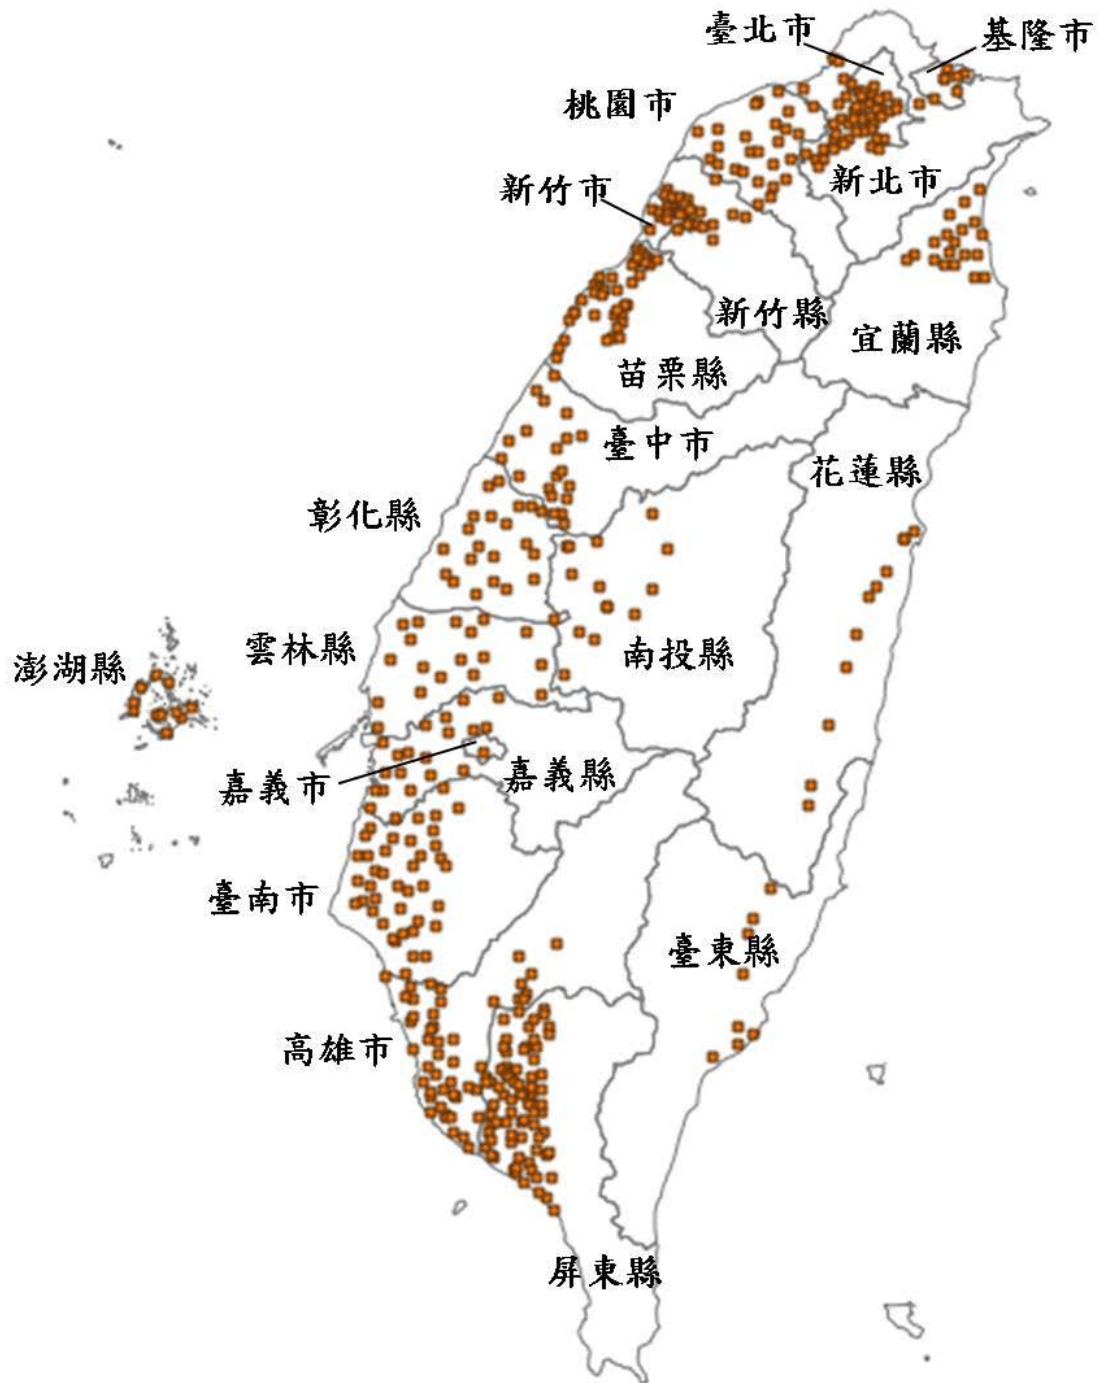 臺北市
基隆市
桃園市
新竹市
新北市
新竹縣
宜蘭縣
苗栗縣
臺中市
花蓮縣
彰化縣
雲林縣
南投縣
澎湖縣
嘉義市
嘉義縣
臺南市
臺東縣
高雄市
屏東縣